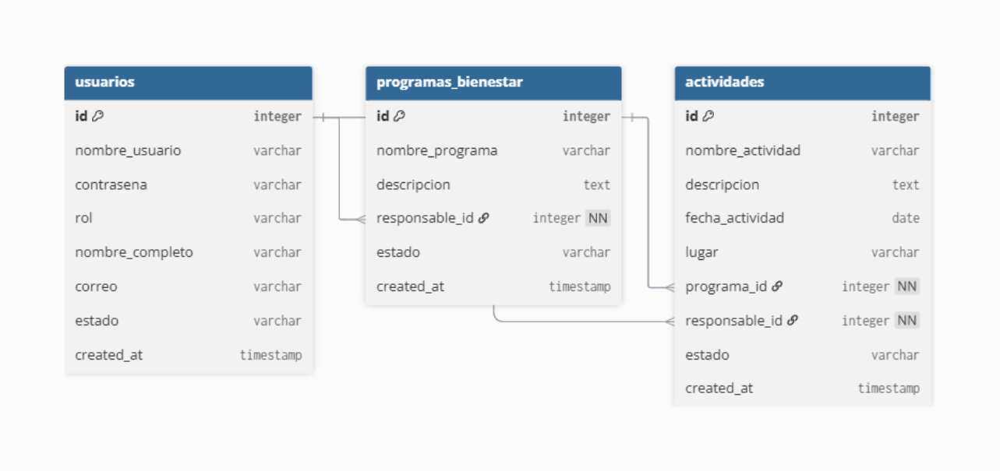 usuarios
id integer
nombre_usuario varchar
contrasena varchar
rol varchar
nombre_completo varchar
correo varchar
estado varchar
created_at timestamp
programas_bienestar
id integer
nombre_programa varchar
descripcion text
responsable_id integer NN
estado varchar
created_at timestamp
actividades
id integer
nombre_actividad varchar
descripcion text
fecha_actividad date
lugar varchar
programa_id integer NN
responsable_id integer NN
estado varchar
created_at timestamp